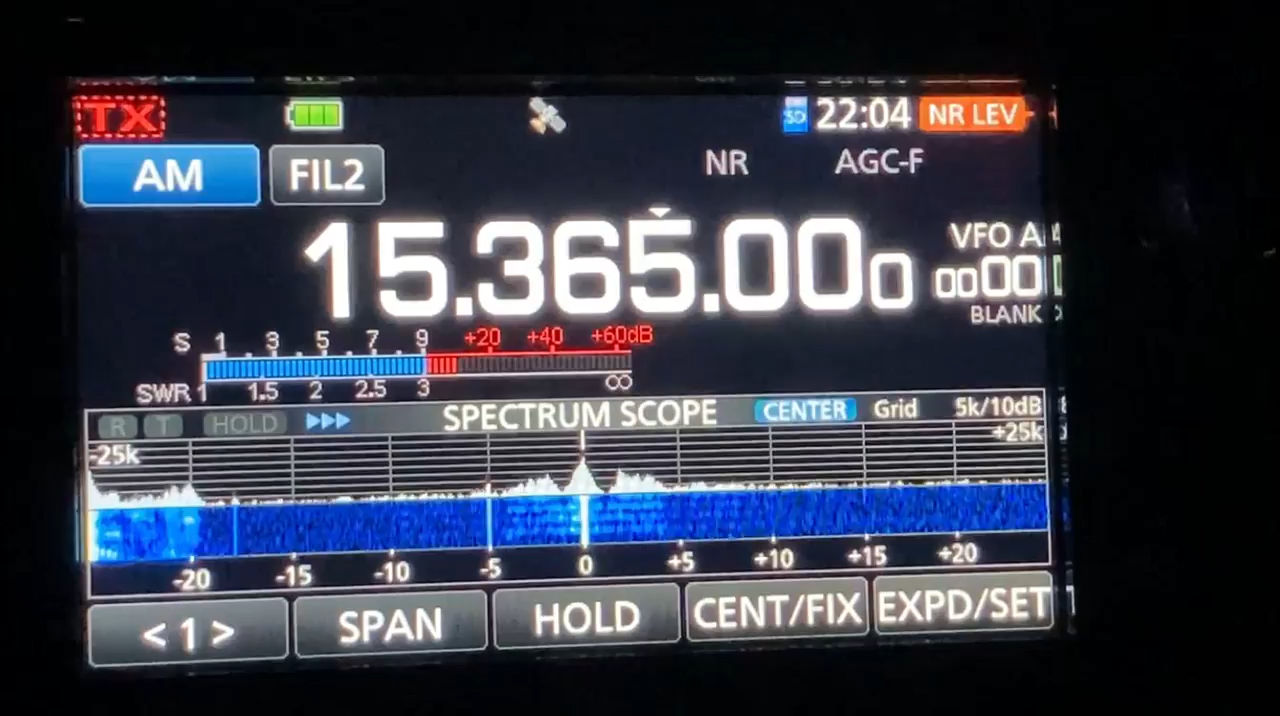 TX SD 22:04 NR LEV
AM FIL2 NR AGC-F
15.365.000 VFO A
0000
BLANK
S 1 3 5 7 9 +20 +40 +60dB
SWR 1 1.5 2 2.5 3 ∞
R T HOLD SPECTRUM SCOPE CENTER Grid 5k/10dB
-25k +25k
-20 -15 -10 -5 0 +5 +10 +15 +20
<1> SPAN HOLD CENT/FIX EXPD/SET